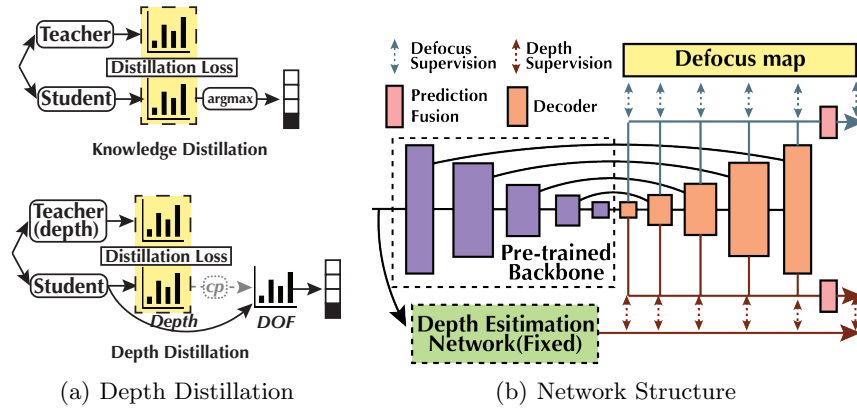 Teacher
Distillation Loss
Student
argmax
Knowledge Distillation
Teacher
(depth)
Distillation Loss
Student
cp
Depth
DOF
Depth Distillation
(a) Depth Distillation
Defocus
Supervision
Depth
Supervision
Defocus map
Prediction
Fusion
Decoder
Pre-trained
Backbone
Depth Esitimation
Network(Fixed)
(b) Network Structure